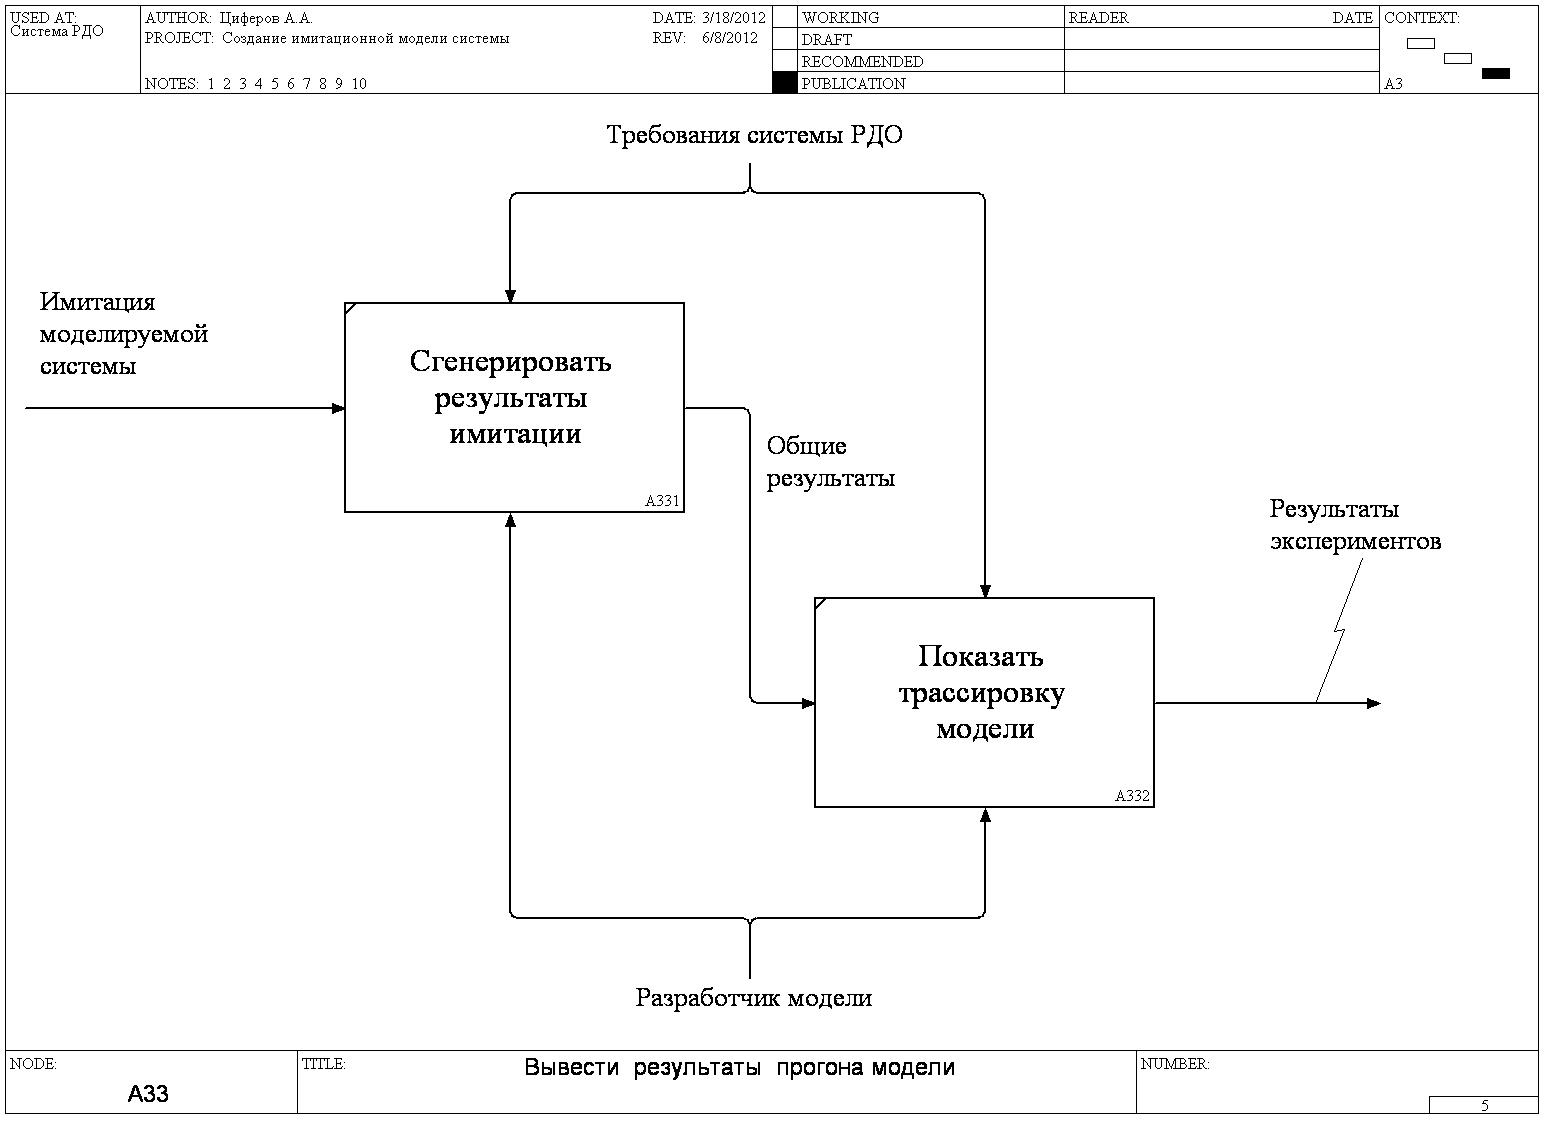 USED AT:
Система РДО
AUTHOR: Циферов А.А.
DATE: 3/18/2012
PROJECT: Создание имитационной модели системы
REV: 6/8/2012
NOTES: 1 2 3 4 5 6 7 8 9 10
WORKING
DRAFT
RECOMMENDED
PUBLICATION
READER
DATE
CONTEXT:
A3
Требования системы РДО
Имитация
моделируемой
системы
Сгенерировать
результаты
имитации
A331
Общие
результаты
Результаты
экспериментов
Показать
трассировку
модели
A332
Разработчик модели
NODE:
A33
TITLE:
Вывести результаты прогона модели
NUMBER:
5